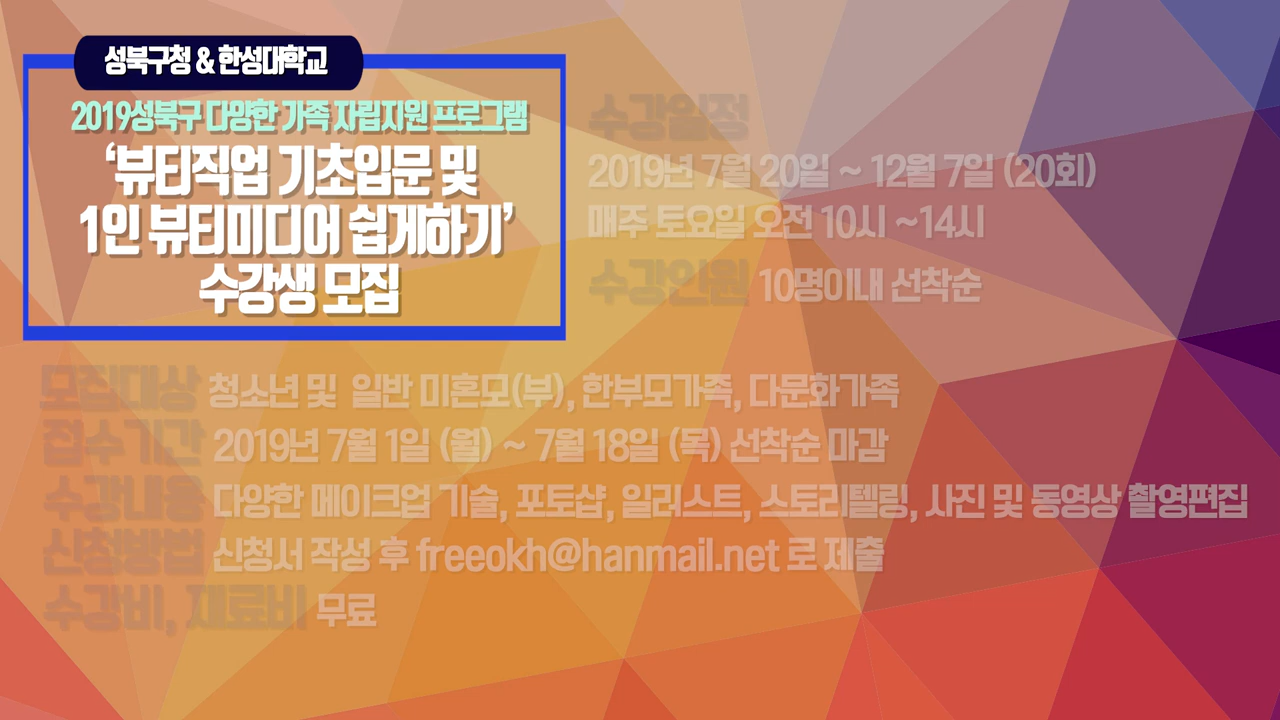 성북구청 & 한성대학교
2019성북구 다양한 가족 자립지원 프로그램
‘뷰티직업 기초입문 및
1인 뷰티미디어 쉽게하기’
수강생 모집
수강일정
2019년 7월 20일 ~ 12월 7일 (20회)
매주 토요일 오전 10시 ~14시
수강인원 10명이내 선착순
모집대상 청소년 및 일반 미혼모(부), 한부모가족, 다문화가족
접수기간 2019년 7월 1일 (월) ~ 7월 18일 (목) 선착순 마감
수강내용 다양한 메이크업 기술, 포토샵, 일러스트, 스토리텔링, 사진 및 동영상 촬영편집
신청방법 신청서 작성 후 freeokh@hanmail.net 로 제출
수강비, 재료비 무료